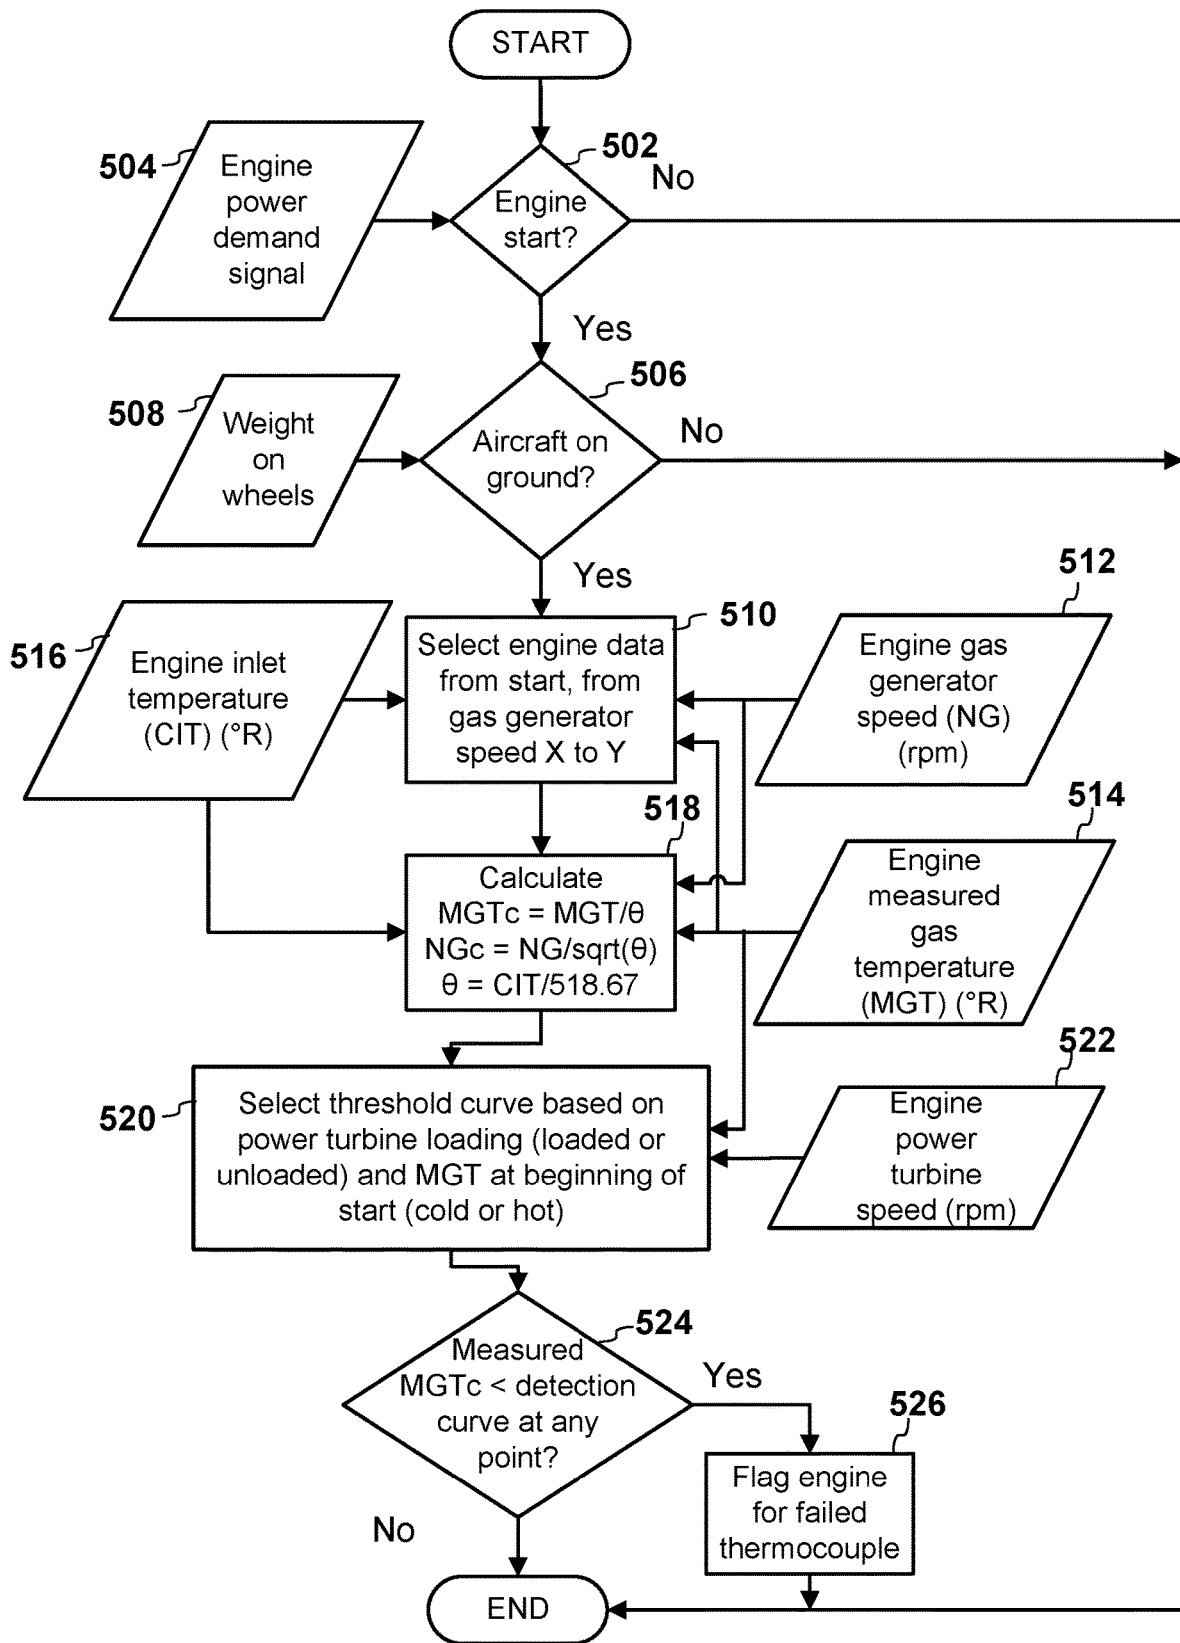 START
502
504
Engine
power
demand
signal
Engine
start?
No
Yes
506
508
Weight
on
wheels
Aircraft on
ground?
No
Yes
512
510
516
Engine inlet
temperature
(CIT) (°R)
Select engine data
from start, from
gas generator
speed X to Y
Engine gas
generator
speed (NG)
(rpm)
518
514
Calculate
MGTc = MGT/θ
NGc = NG/sqrt(θ)
θ = CIT/518.67
Engine
measured
gas
temperature
(MGT) (°R)
522
520
Select threshold curve based on
power turbine loading (loaded or
unloaded) and MGT at beginning of
start (cold or hot)
Engine
power
turbine
speed (rpm)
524
Measured
MGTc < detection
curve at any
point?
Yes
526
Flag engine
for failed
thermocouple
No
END